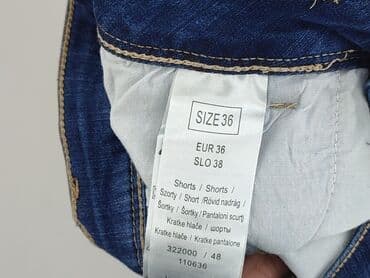 SIZE 36
EUR 36
SLO 38
Shorts / Shorts /
Szorty / Short /Rövid nadrág /
Šortky / Šortky / Pantaloni scurți
Kratke hlače / шорты
Kratke hlače / Kratke pantalone
322000 / 48
110636